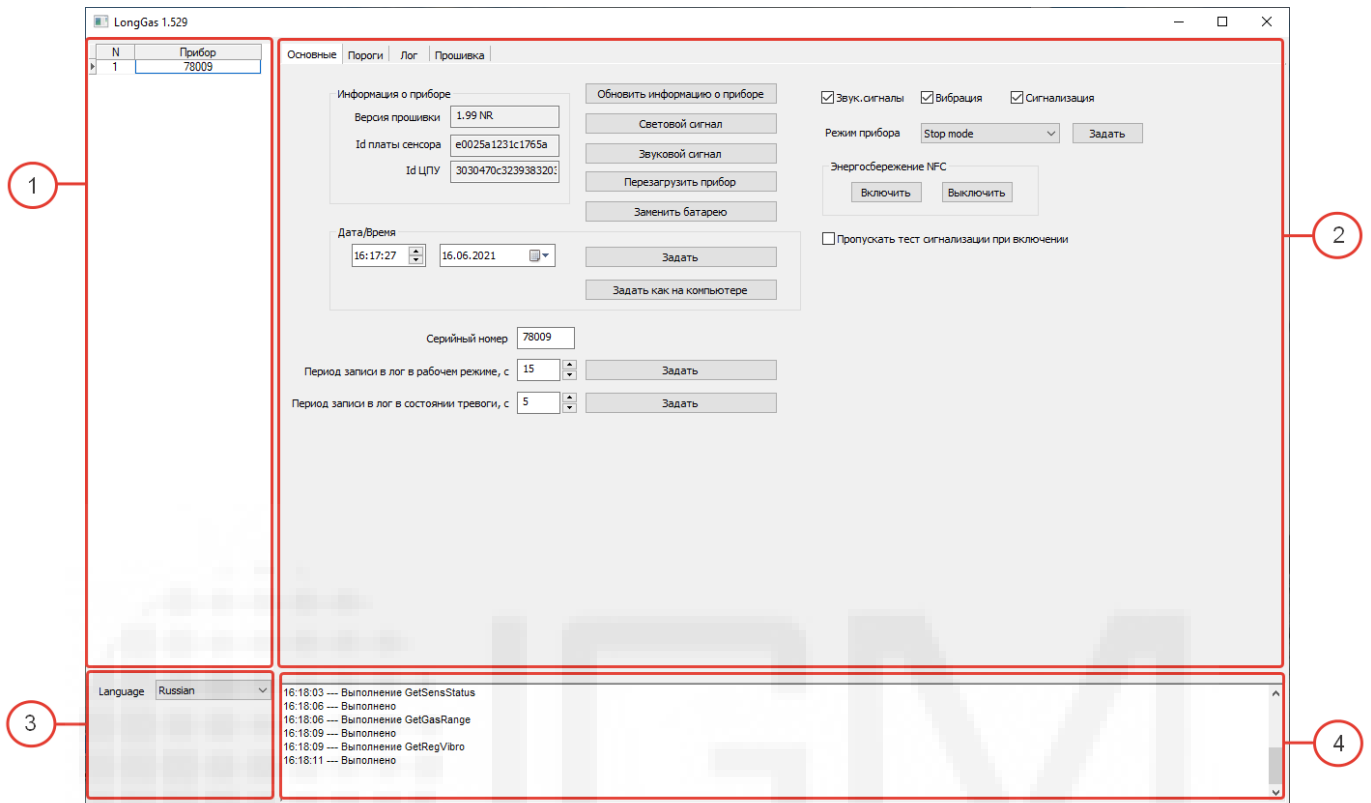 LongGas 1.529
N Прибор
1 78009
Основные Пороги Лог Прошивка
Информация о приборе
Версия прошивки 1.99 NR
Id платы сенсора e0025a1231c1765a
Id ЦПУ 3030470c3239383203
Обновить информацию о приборе
Световой сигнал
Звуковой сигнал
Перезагрузить прибор
Заменить батарею
Звук.сигналы Вибрация Сигнализация
Режим прибора Stop mode Задать
Энергосбережение NFC
Включить Выключить
Пропускать тест сигнализации при включении
Дата/Время
16:17:27 16.06.2021 Задать
Задать как на компьютере
Серийный номер 78009
Период записи в лог в рабочем режиме, с 15 Задать
Период записи в лог в состоянии тревоги, с 5 Задать
Language Russian
16:18:03 --- Выполнение GetSensStatus
16:18:06 --- Выполнено
16:18:06 --- Выполнение GetGasRange
16:18:09 --- Выполнено
16:18:09 --- Выполнение GetRegVibro
16:18:11 --- Выполнено
1
2
3
4
IGM